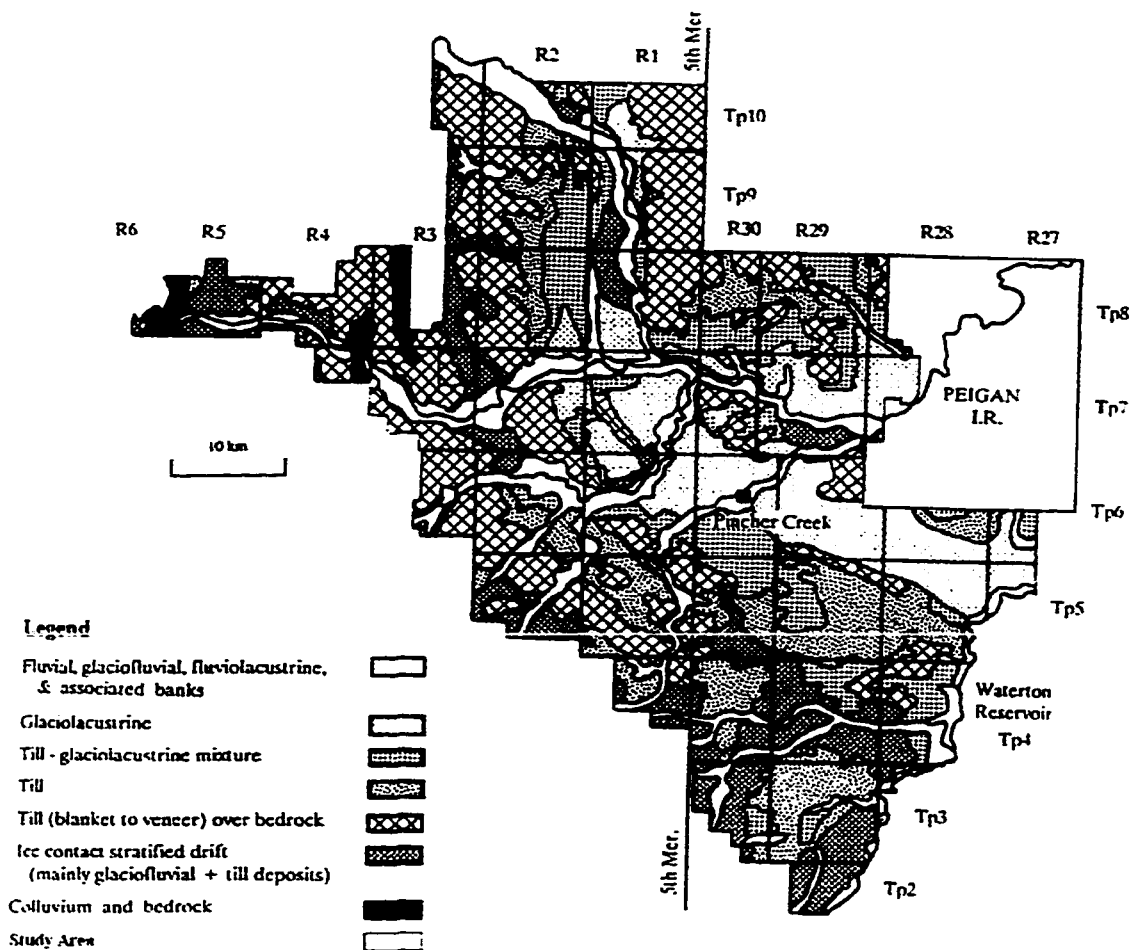 R2
R1
5th Mer
Tp10
Tp9
R6
R5
R4
R3
R30
R29
R28
R27
Tp8
PEIGAN
I.R.
Tp7
10 km
Pincher Creek
Tp6
Tp5
Legend
Fluvial, glaciofluvial, fluviolacustrine,
& associated banks
Glaciolacustrine
Till - glaciolacustrine mixture
Till
Till (blanket to veneer) over bedrock
Ice contact stratified drift
(mainly glaciofluvial + till deposits)
Colluvium and bedrock
Study Area
Waterton
Reservoir
Tp4
Tp3
5th Mer.
Tp2